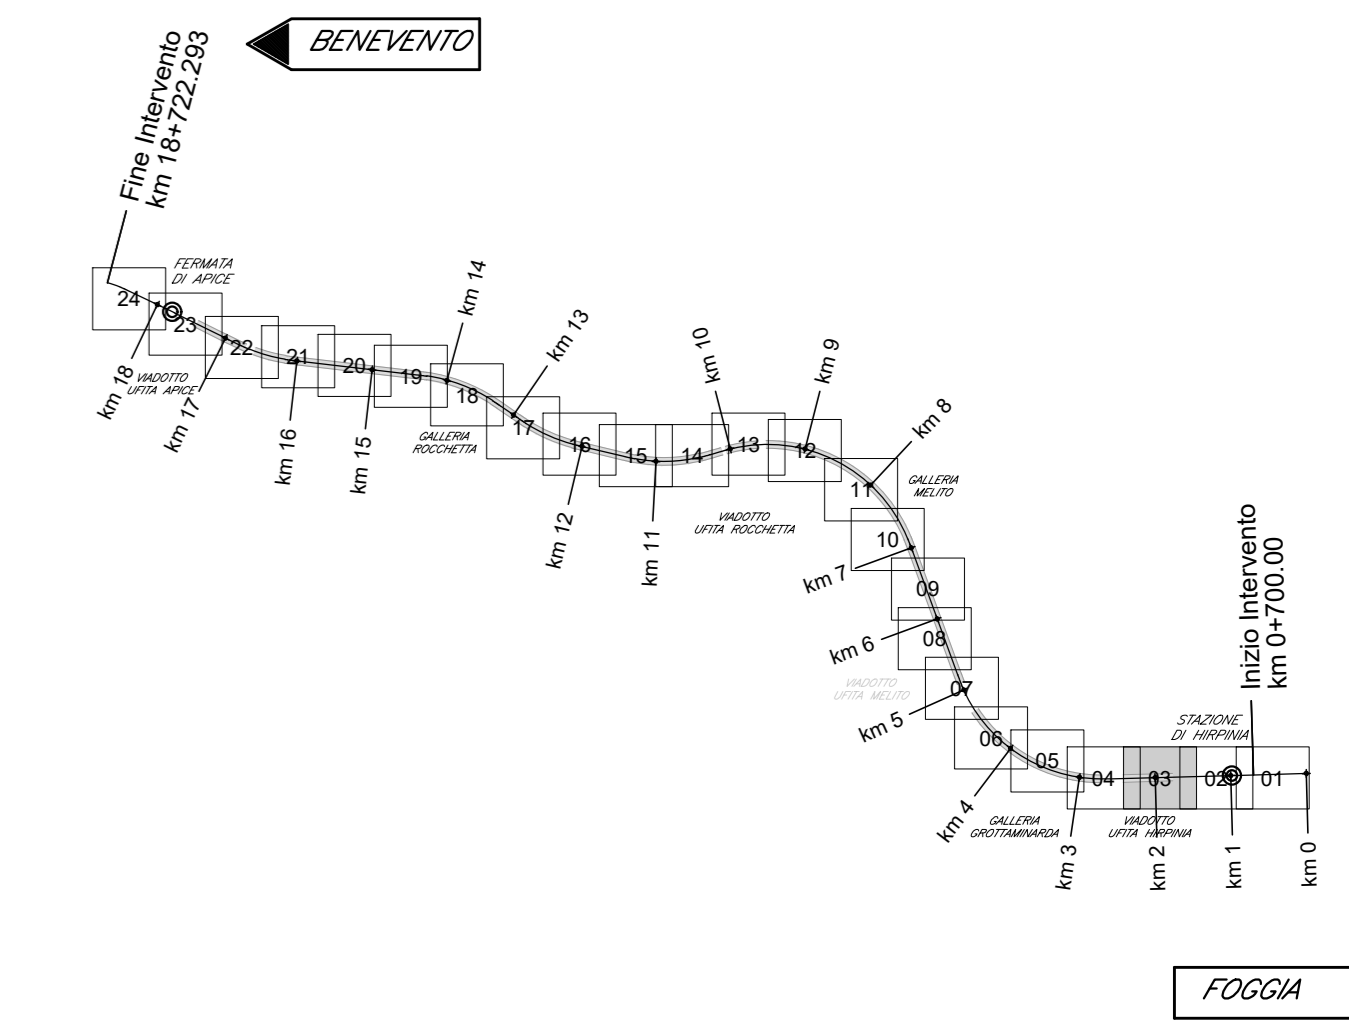 BENEVENTO
Fine Intervento
km 18+722.293
FERMATA
DI APICE
24
23
22
21
20
19
18
17
16
15
14
13
12
11
10
09
08
07
06
05
04
03
02
01
km 18
VIADOTTO
UFITA APICE
km 17
km 16
km 15
km 14
GALLERIA
ROCCHETTA
km 13
km 12
km 11
km 10
VIADOTTO
UFITA ROCCHETTA
km 9
km 8
GALLERIA
MELITO
km 7
km 6
VIADOTTO
UFITA MELITO
km 5
km 4
GALLERIA
GROTTAMINARDA
km 3
VIADOTTO
UFITA HIRPINIA
km 2
STAZIONE
DI HIRPINIA
km 1
km 0
Inizio Intervento
km 0+700.00
FOGGIA